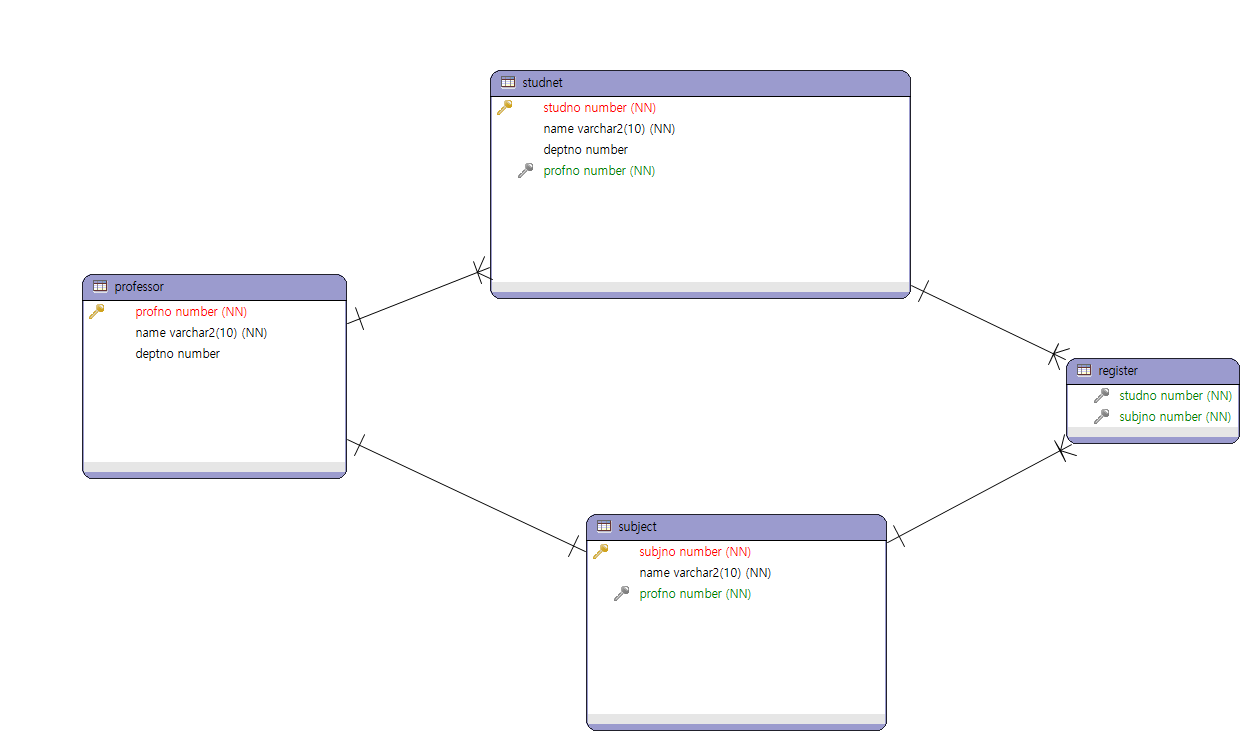 studnet
studno number (NN)
name varchar2(10) (NN)
deptno number
profno number (NN)
professor
profno number (NN)
name varchar2(10) (NN)
deptno number
register
studno number (NN)
subjno number (NN)
subject
subjno number (NN)
name varchar2(10) (NN)
profno number (NN)